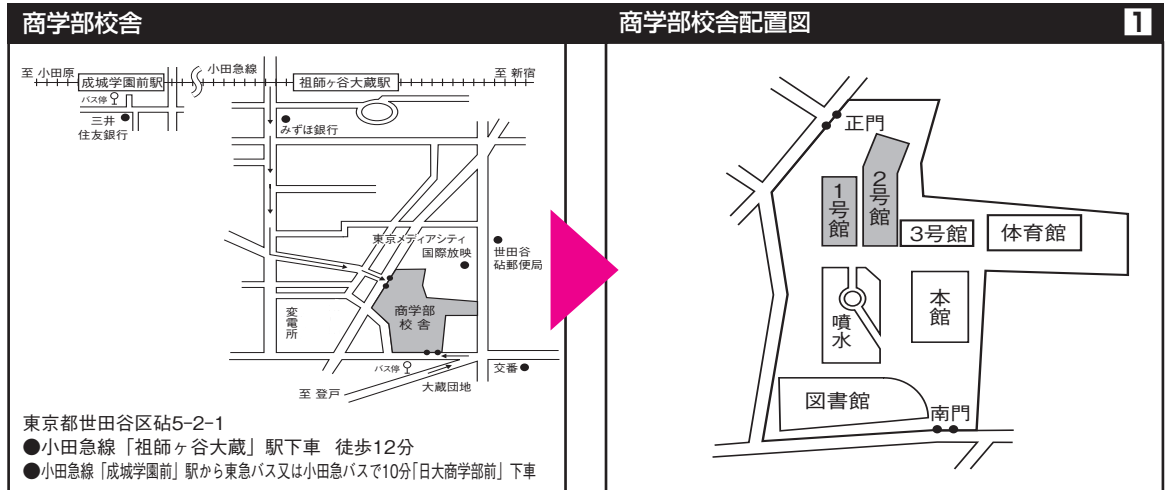 商学部校舎
至 小田原
成城学園前駅
小田急線
祖師ヶ谷大蔵駅
至 新宿
バス停
三井
住友銀行
みずほ銀行
東京メディアシティ
国際放映
世田谷
砧郵便局
変電所
商学部
校 舎
バス停
交番
至 登戸
大蔵団地
東京都世田谷区砧5-2-1
●小田急線「祖師ヶ谷大蔵」駅下車 徒歩12分
●小田急線「成城学園前」駅から東急バス又は小田急バスで10分「日大商学部前」下車
商学部校舎配置図
1
正門
1号館
2号館
3号館
体育館
噴水
本館
図書館
南門